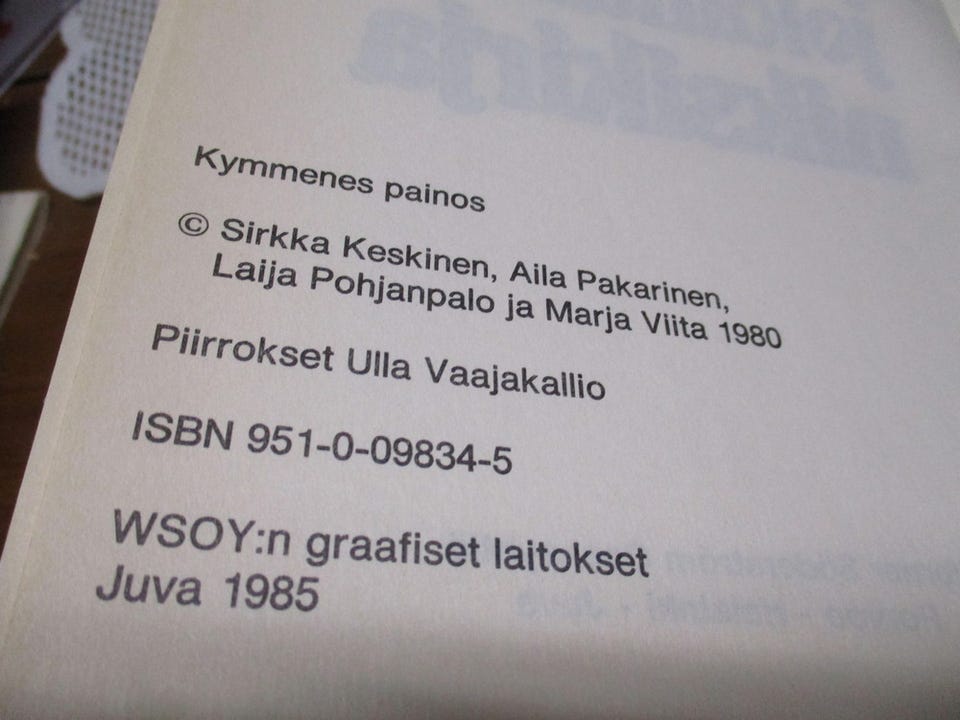 Kymmenes painos
© Sirkka Keskinen, Aila Pakarinen,
Laija Pohjanpalo ja Marja Viita 1980
Piirrokset Ulla Vaajakallio
ISBN 951-0-09834-5
WSOY:n graafiset laitokset
Juva 1985